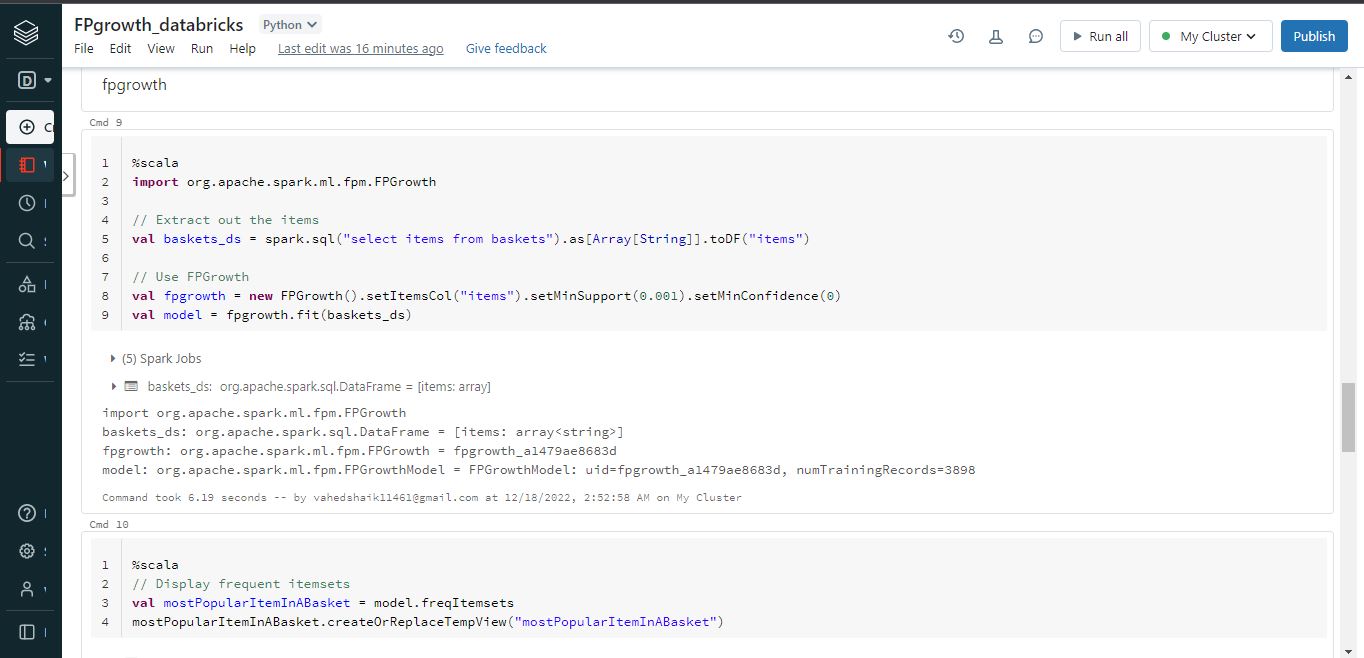 FPgrowth_databricks Python
File Edit View Run Help Last edit was 16 minutes ago Give feedback
Run all My Cluster Publish
D
fpgrowth
Cmd 9
1 %scala
2 import org.apache.spark.ml.fpm.FPGrowth
3
4 // Extract out the items
5 val baskets_ds = spark.sql("select items from baskets").as[Array[String]].toDF("items")
6
7 // Use FPGrowth
8 val fpgrowth = new FPGrowth().setItemsCol("items").setMinSupport(0.001).setMinConfidence(0)
9 val model = fpgrowth.fit(baskets_ds)
(5) Spark Jobs
baskets_ds: org.apache.spark.sql.DataFrame = [items: array]
import org.apache.spark.ml.fpm.FPGrowth
baskets_ds: org.apache.spark.sql.DataFrame = [items: array<string>]
fpgrowth: org.apache.spark.ml.fpm.FPGrowth = fpgrowth_a1479ae8683d
model: org.apache.spark.ml.fpm.FPGrowthModel = FPGrowthModel: uid=fpgrowth_a1479ae8683d, numTrainingRecords=3898
Command took 6.19 seconds -- by vahedshaik11461@gmail.com at 12/18/2022, 2:52:58 AM on My Cluster
Cmd 10
1 %scala
2 // Display frequent itemsets
3 val mostPopularItemInABasket = model.freqItemsets
4 mostPopularItemInABasket.createOrReplaceTempView("mostPopularItemInABasket")